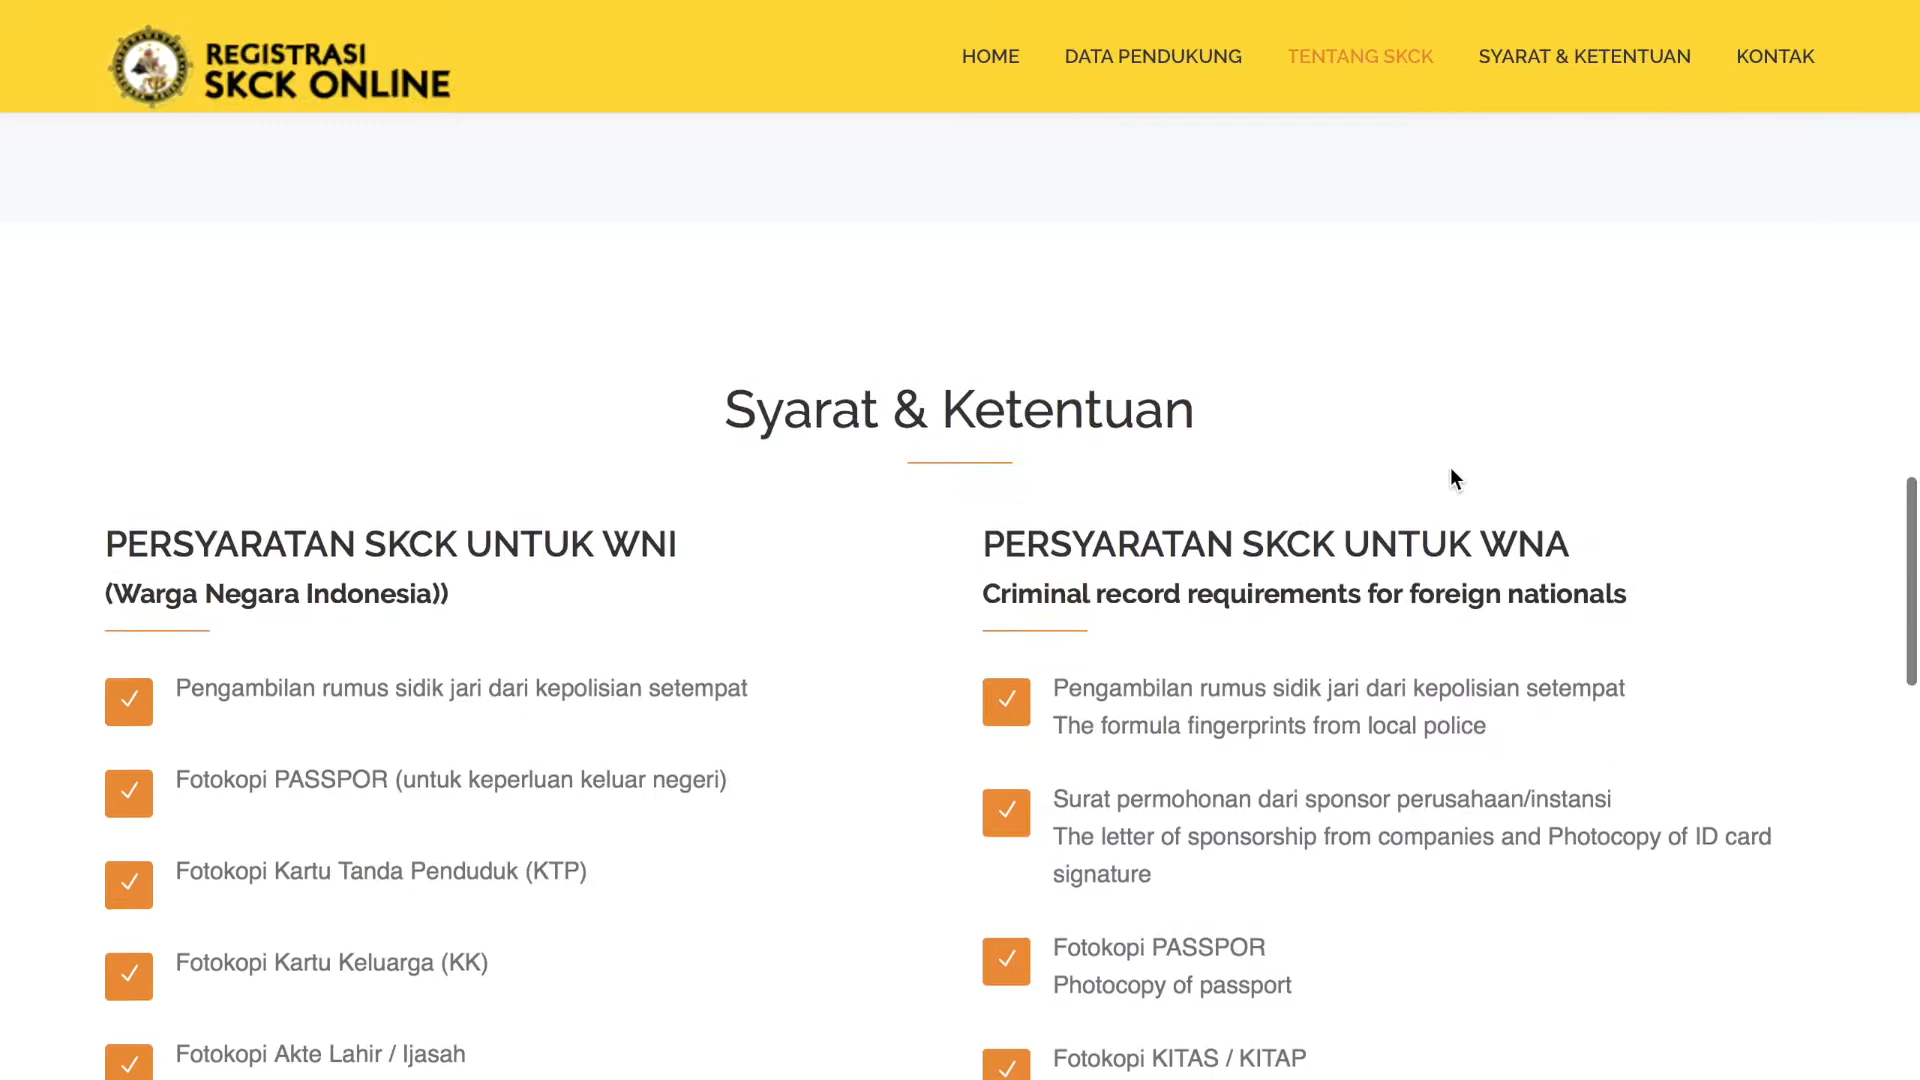 REGISTRASI
SKCK ONLINE
HOME
DATA PENDUKUNG
TENTANG SKCK
SYARAT & KETENTUAN
KONTAK
Syarat & Ketentuan
PERSYARATAN SKCK UNTUK WNI
(Warga Negara Indonesia))
Pengambilan rumus sidik jari dari kepolisian setempat
Fotokopi PASSPOR (untuk keperluan keluar negeri)
Fotokopi Kartu Tanda Penduduk (KTP)
Fotokopi Kartu Keluarga (KK)
Fotokopi Akte Lahir / Ijasah
PERSYARATAN SKCK UNTUK WNA
Criminal record requirements for foreign nationals
Pengambilan rumus sidik jari dari kepolisian setempat
The formula fingerprints from local police
Surat permohonan dari sponsor perusahaan/instansi
The letter of sponsorship from companies and Photocopy of ID card
signature
Fotokopi PASSPOR
Photocopy of passport
Fotokopi KITAS / KITAP